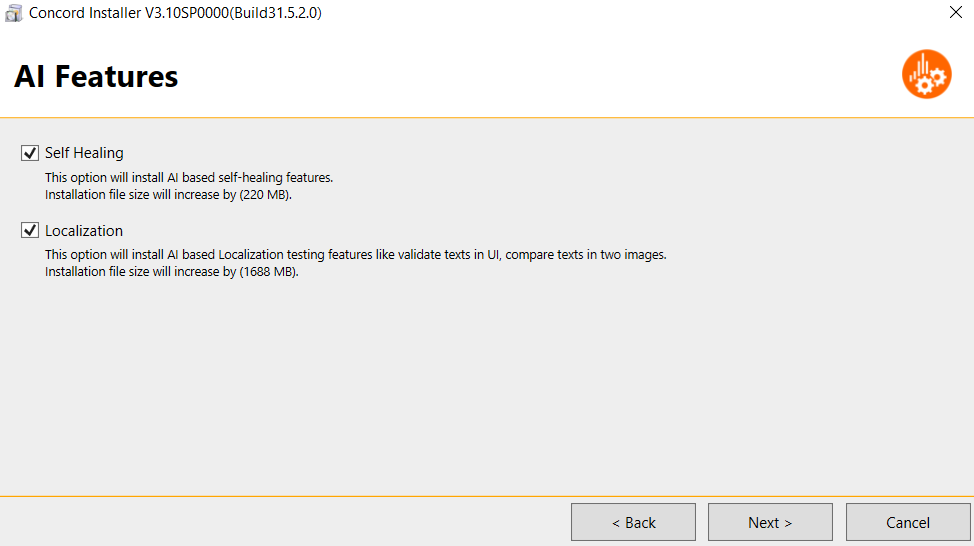 Concord Installer V3.10SP0000(Build31.5.2.0)
AI Features
Self Healing
This option will install AI based self-healing features.
Installation file size will increase by (220 MB).
Localization
This option will install AI based Localization testing features like validate texts in UI, compare texts in two images.
Installation file size will increase by (1688 MB).
< Back
Next >
Cancel